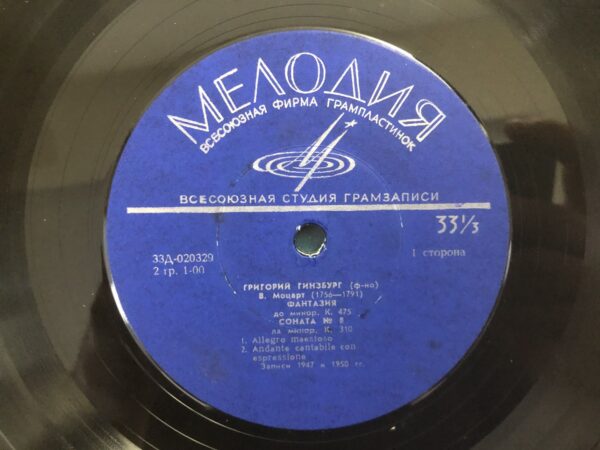 МЕЛОДИЯ
ВСЕСОЮЗНАЯ ФИРМА ГРАМПЛАСТИНОК
ВСЕСОЮЗНАЯ СТУДИЯ ГРАМЗАПИСИ
33⅓
33Д-020329
2 гр. 1-00
1 сторона
ГРИГОРИЙ ГИНЗБУРГ (ф-но)
В. Моцарт (1756—1791)
ФАНТАЗИЯ
до минор, К. 475
СОНАТА № 8
ля минор, К. 310
1. Allegro maestoso
2. Andante cantabile con
espressione
Записи 1947 и 1950 гг.